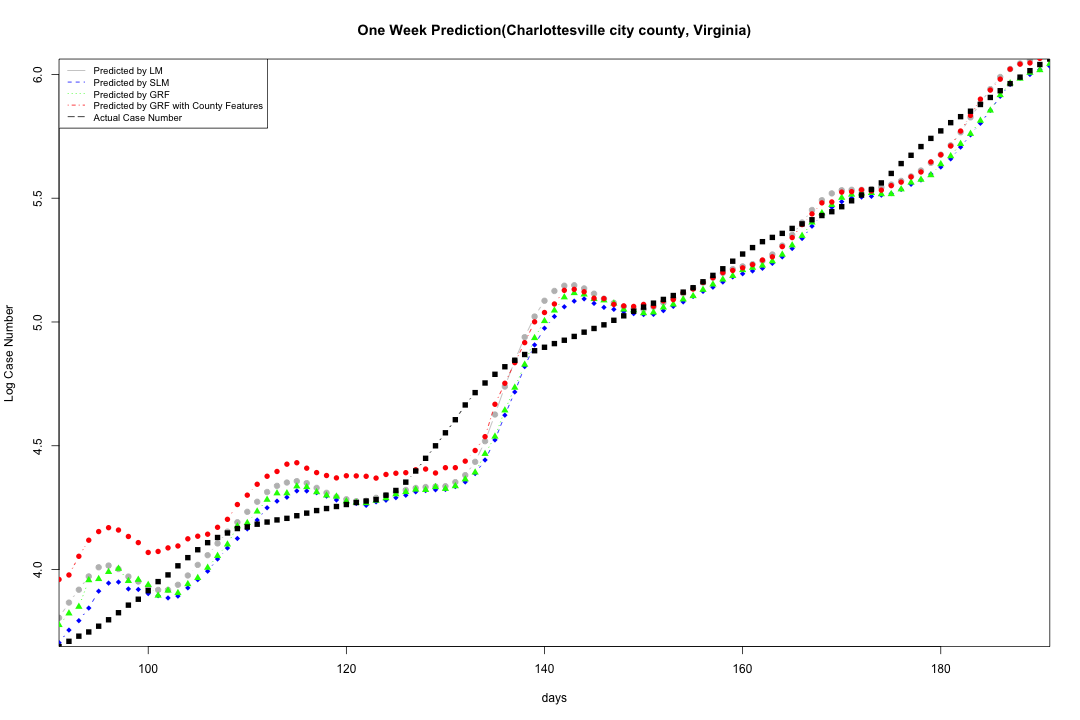 One Week Prediction(Charlottesville city county, Virginia)
Predicted by LM
Predicted by SLM
Predicted by GRF
Predicted by GRF with County Features
Actual Case Number
6.0
5.5
5.0
4.5
4.0
Log Case Number
100 120 140 160 180
days